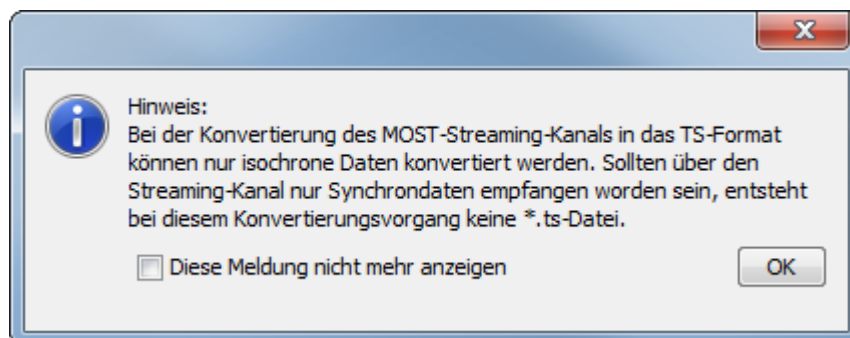 Hinweis:
Bei der Konvertierung des MOST-Streaming-Kanals in das TS-Format
können nur isochrone Daten konvertiert werden. Sollten über den
Streaming-Kanal nur Synchrondaten empfangen worden sein, entsteht
bei diesem Konvertierungsvorgang keine *.ts-Datei.
Diese Meldung nicht mehr anzeigen
OK